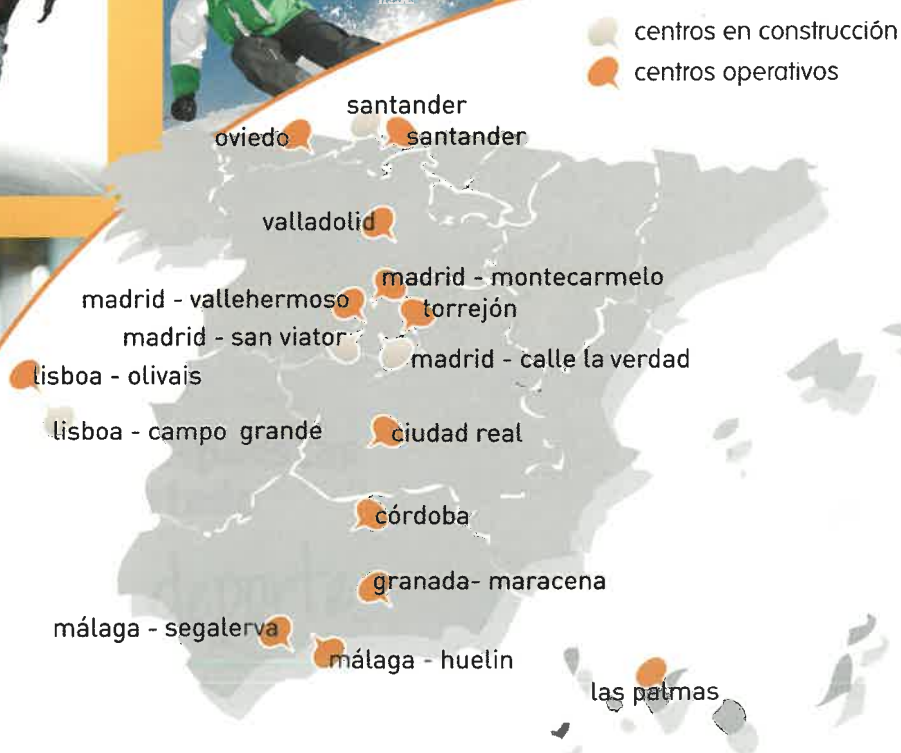 centros en construcción
centros operativos
santander
oviedo
santander
valladolid
madrid - montecarmelo
madrid - vallehermoso
torrejón
madrid - san viator
madrid - calle la verdad
lisboa - olivais
lisboa - campo grande
ciudad real
córdoba
granada- maracena
málaga - segalerva
málaga - huelin
las palmas